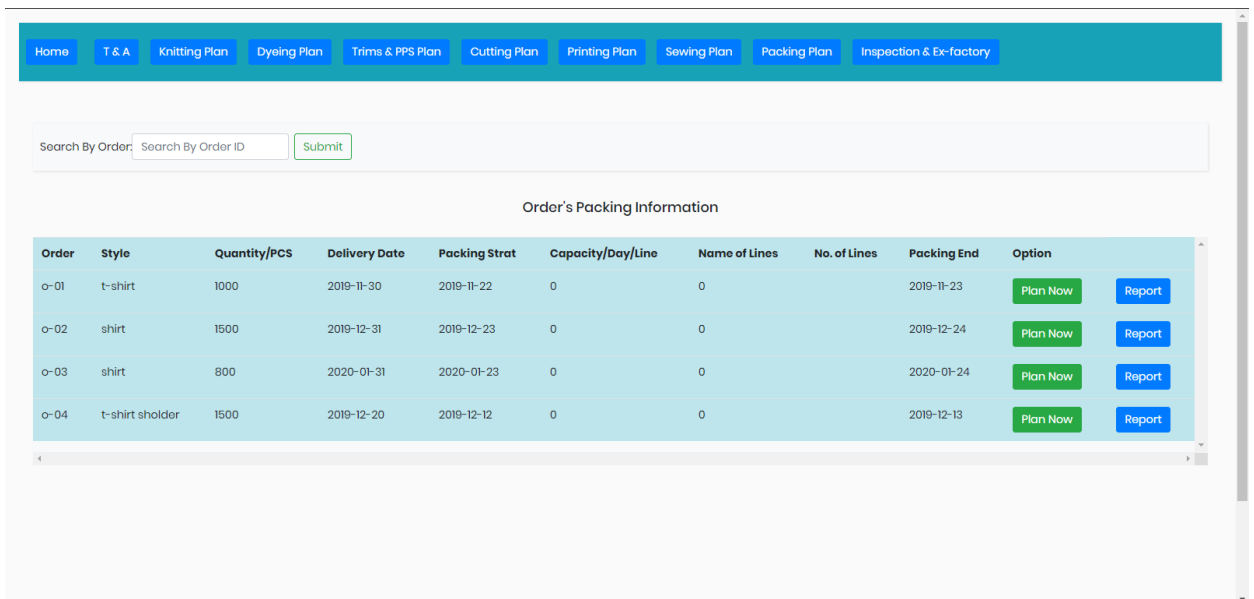 Home T & A Knitting Plan Dyeing Plan Trims & PPS Plan Cutting Plan Printing Plan Sewing Plan Packing Plan Inspection & Ex-factory
Search By Order: Search By Order ID Submit
Order's Packing Information
Order Style Quantity/PCS Delivery Date Packing Strat Capacity/Day/Line Name of Lines No. of Lines Packing End Option
o-01 t-shirt 1000 2019-11-30 2019-11-22 0 0 2019-11-23 Plan Now Report
o-02 shirt 1500 2019-12-31 2019-12-23 0 0 2019-12-24 Plan Now Report
o-03 shirt 800 2020-01-31 2020-01-23 0 0 2020-01-24 Plan Now Report
o-04 t-shirt sholder 1500 2019-12-20 2019-12-12 0 0 2019-12-13 Plan Now Report